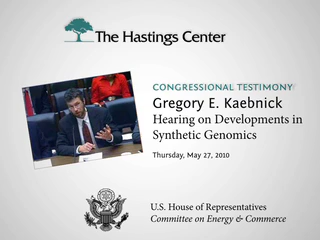 The Hastings Center
CONGRESSIONAL TESTIMONY
Gregory E. Kaebnick
Hearing on Developments in
Synthetic Genomics
Thursday, May 27, 2010
U.S. House of Representatives
Committee on Energy & Commerce